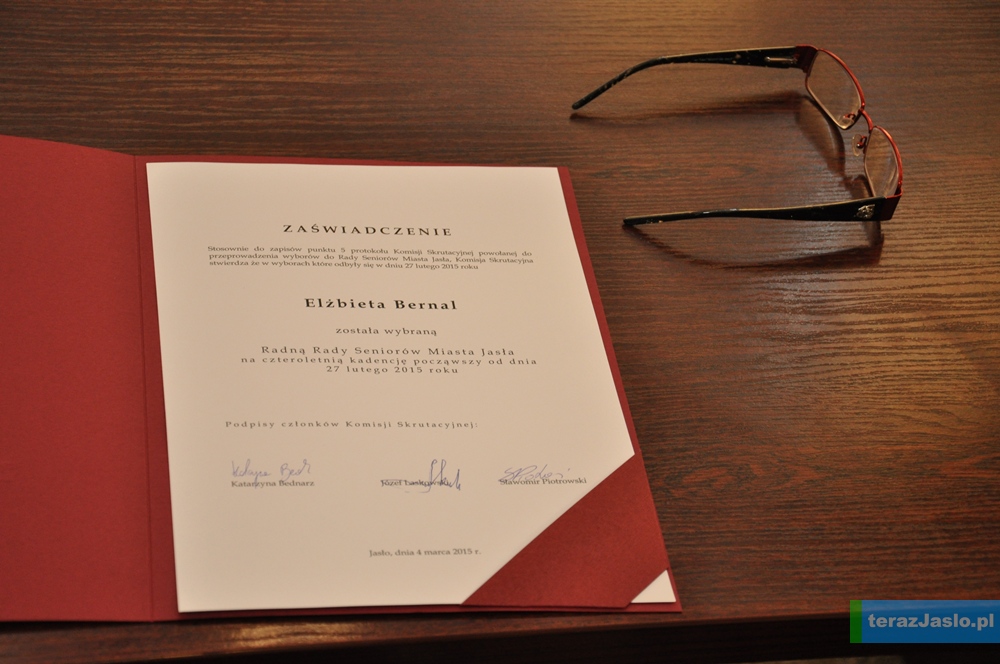 ZAŚWIADCZENIE
Stosownie do zapisów punktu 5 protokołu Komisji Skrutacyjnej powołanej do
przeprowadzenia wyborów do Rady Seniorów Miasta Jasła, Komisja Skrutacyjna
stwierdza że w wyborach które odbyły się w dniu 27 lutego 2015 roku
Elżbieta Bernal
została wybraną
Radną Rady Seniorów Miasta Jasła
na czteroletnią kadencję począwszy od dnia
27 lutego 2015 roku
Podpisy członków Komisji Skrutacyjnej:
Katarzyna Bednarz Józef Laskowski Sławomir Piotrowski
Jasło, dnia 4 marca 2015 r.
terazJaslo.pl